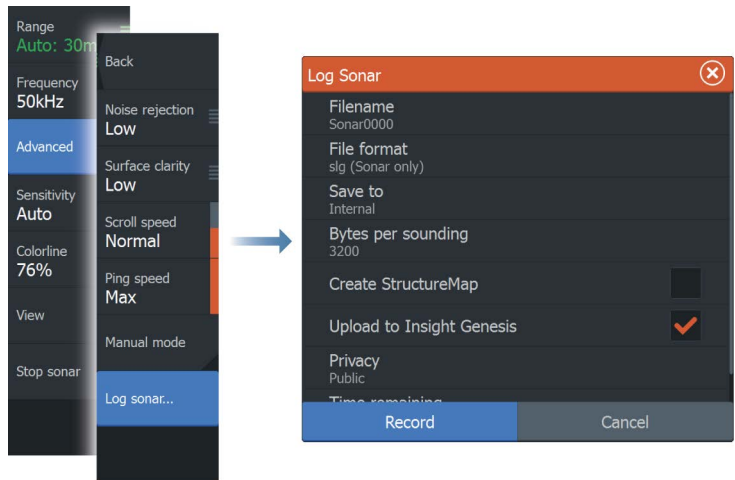 Range
Auto: 30m
Frequency
50kHz
Advanced
Sensitivity
Auto
Colorline
76%
View
Stop sonar
Back
Noise rejection
Low
Surface clarity
Low
Scroll speed
Normal
Ping speed
Max
Manual mode
Log sonar...
Log Sonar
Filename
Sonar0000
File format
slg (Sonar only)
Save to
Internal
Bytes per sounding
3200
Create StructureMap
Upload to Insight Genesis
Privacy
Public
Time remaining
Record
Cancel